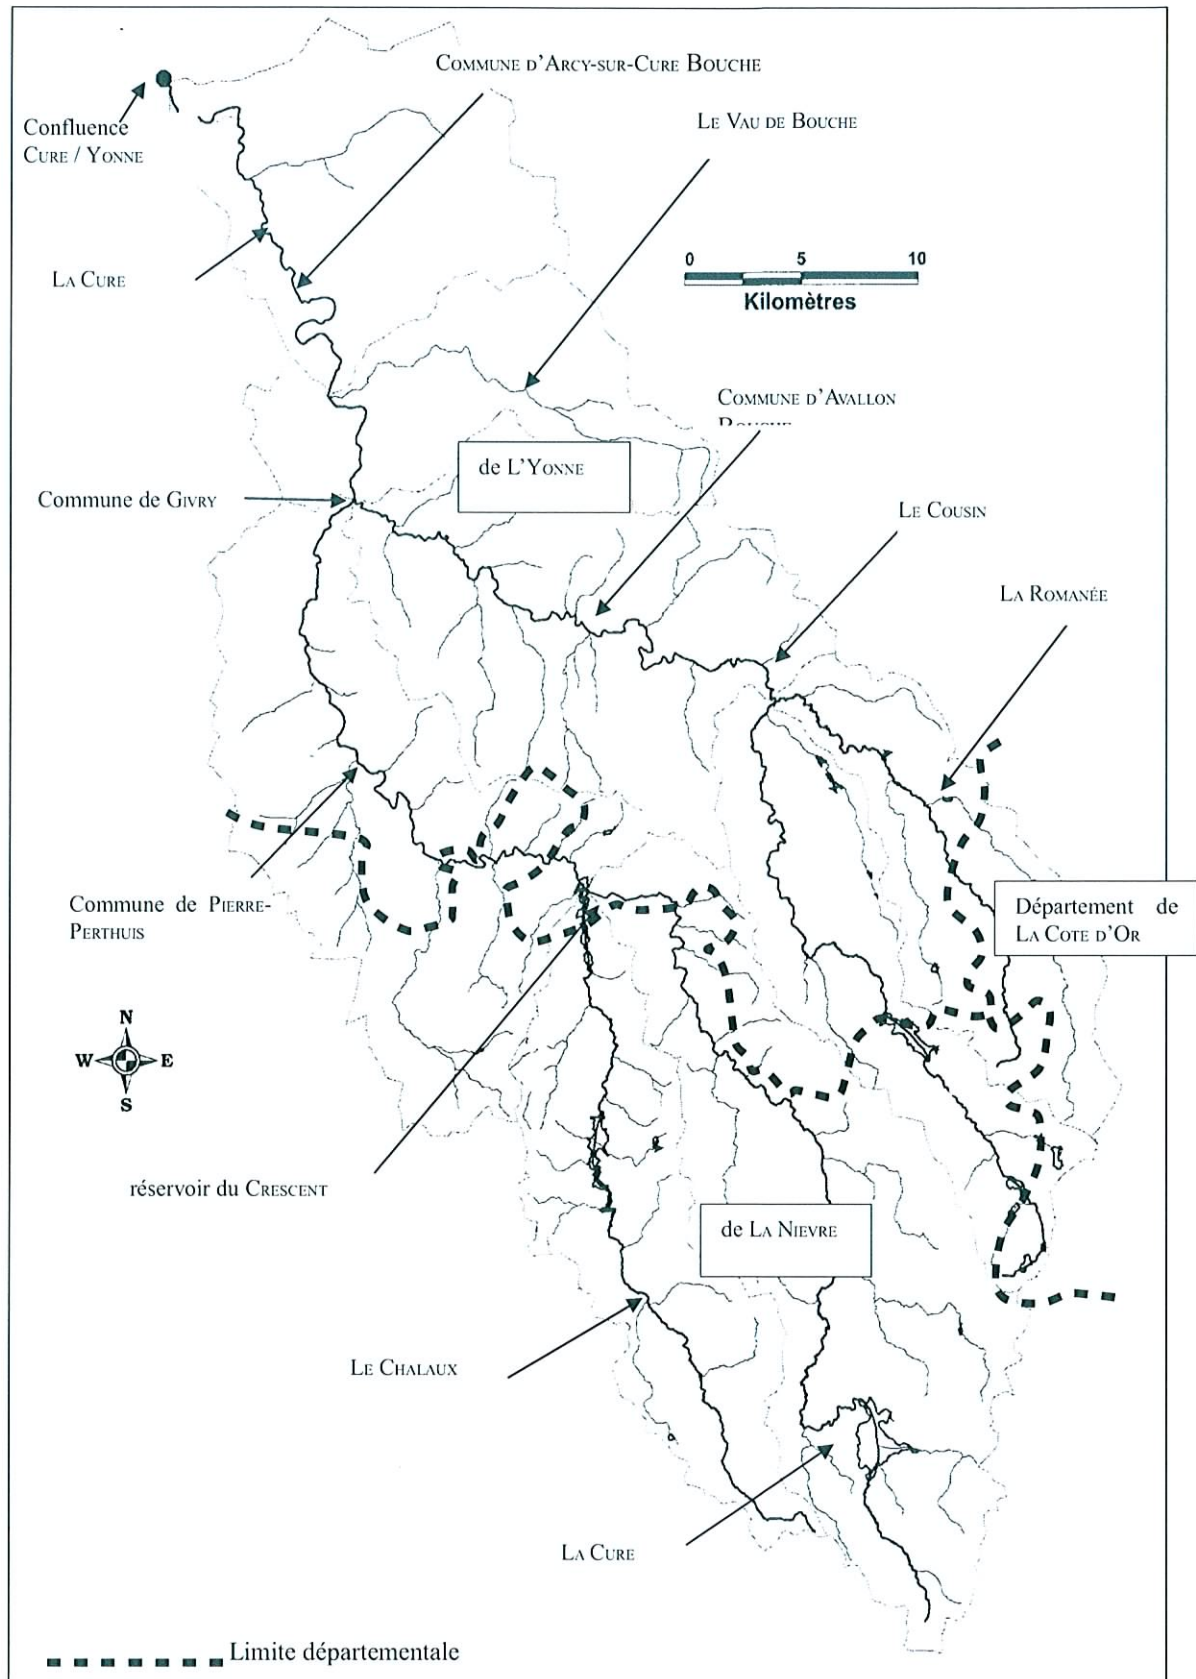 COMMUNE D'ARCY-SUR-CURE BOUCHE
LE VAU DE BOUCHE
Confluence
CURE / YONNE
LA CURE
0 5 10
Kilomètres
COMMUNE D'AVALLON
BOUCHE
de L'YONNE
Commune de GIVRY
LE COUSIN
LA ROMANÉE
Commune de PIERRE-
PERTHUIS
Département de
LA COTE D'OR
N
W E
S
réservoir du CRESCENT
de LA NIEVRE
LE CHALAUX
LA CURE
Limite départementale